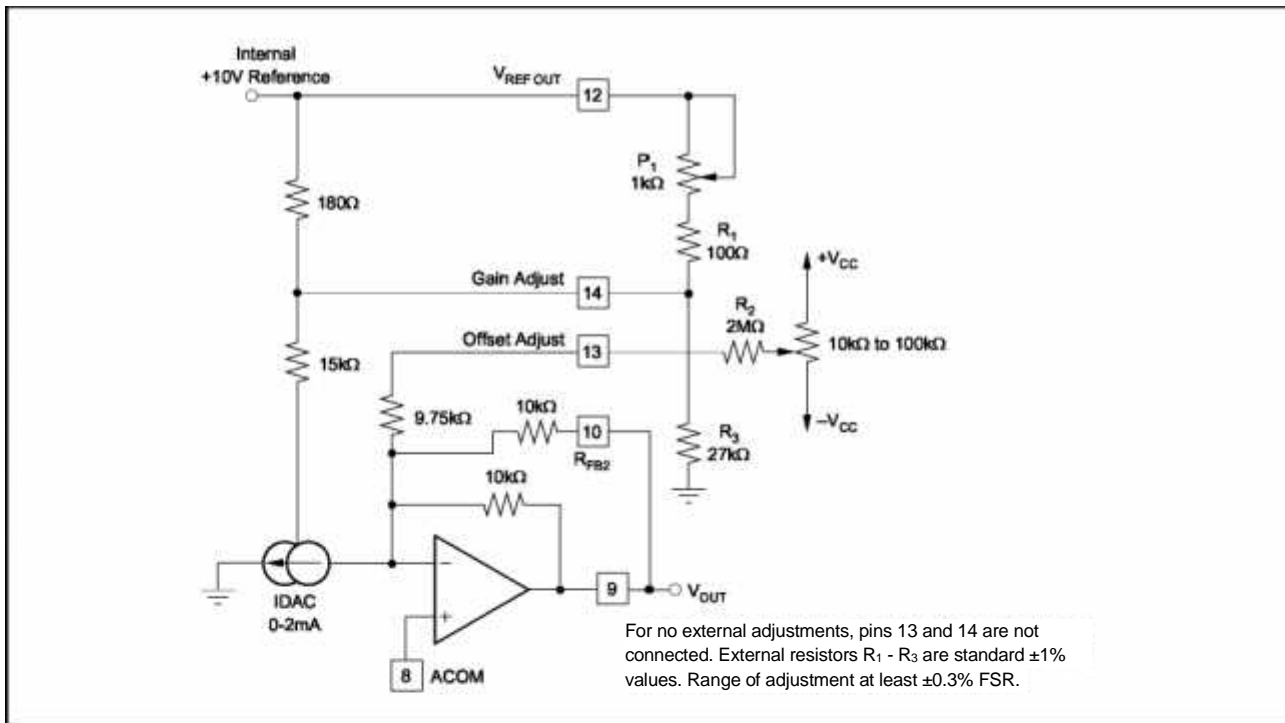 Internal
+10V Reference
V_REF OUT
12
P₁
1kΩ
180Ω
R₁
100Ω
+V_CC
Gain Adjust
14
R₂
2MΩ
Offset Adjust
13
10kΩ to 100kΩ
15kΩ
9.75kΩ
10kΩ
10
R_FB2
–V_CC
R₃
27kΩ
10kΩ
IDAC
0-2mA
–
+
9
V_OUT
8
ACOM
For no external adjustments, pins 13 and 14 are not
connected. External resistors R₁ - R₃ are standard ±1%
values. Range of adjustment at least ±0.3% FSR.